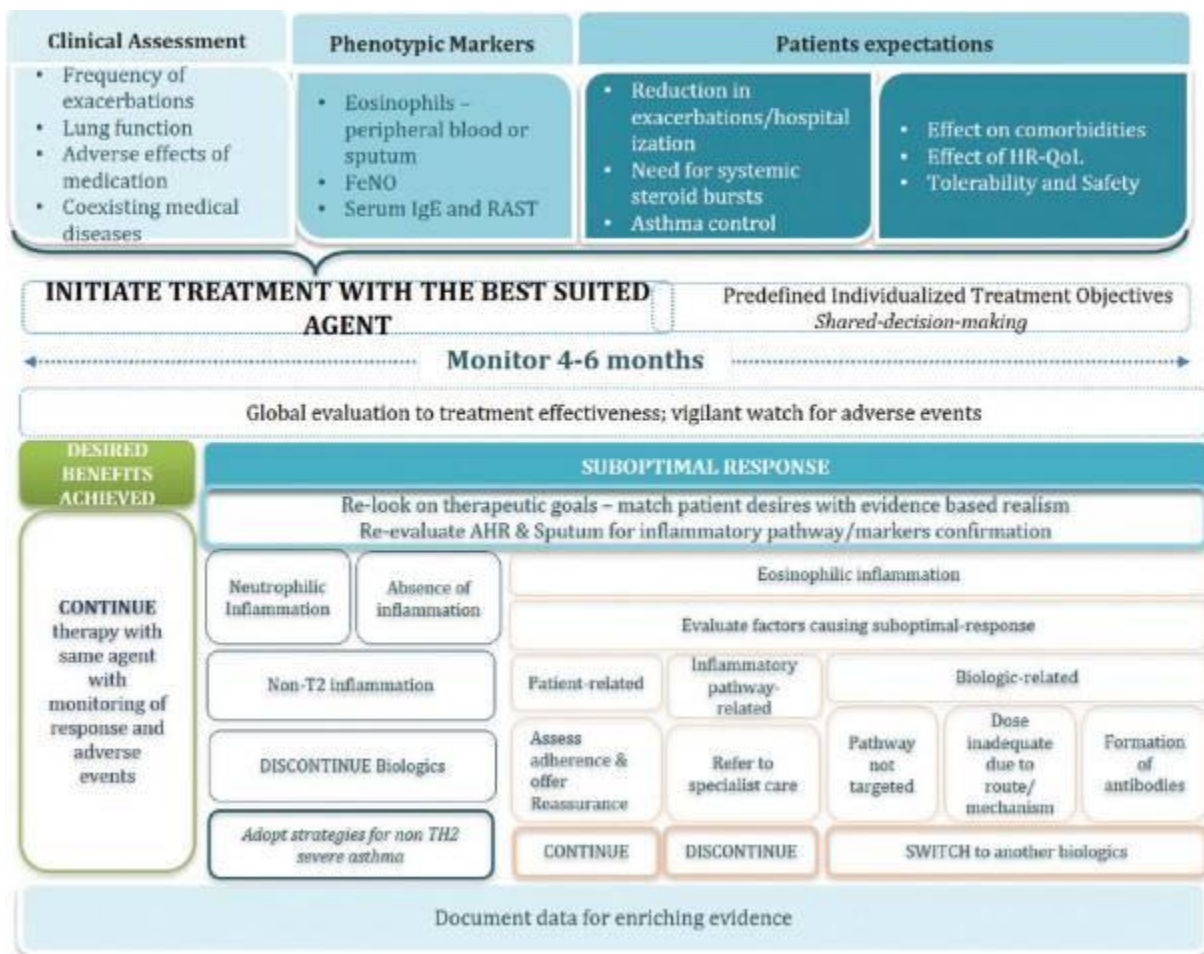 Clinical Assessment
• Frequency of
exacerbations
• Lung function
• Adverse effects of
medication
• Coexisting medical
diseases
Phenotypic Markers
• Eosinophils –
peripheral blood or
sputum
• FeNO
• Serum IgE and RAST
Patients expectations
• Reduction in
exacerbations/hospital
ization
• Need for systemic
steroid bursts
• Asthma control
• Effect on comorbidities
• Effect of HR-QoL
• Tolerability and Safety
INITIATE TREATMENT WITH THE BEST SUITED
AGENT
Predefined Individualized Treatment Objectives
Shared-decision-making
Monitor 4-6 months
Global evaluation to treatment effectiveness; vigilant watch for adverse events
DESIRED
BENEFITS
ACHIEVED
CONTINUE
therapy with
same agent
with
monitoring of
response and
adverse
events
SUBOPTIMAL RESPONSE
Re-look on therapeutic goals – match patient desires with evidence based realism
Re-evaluate AHR & Sputum for inflammatory pathway/markers confirmation
Neutrophilic
Inflammation
Absence of
inflammation
Non-T2 inflammation
DISCONTINUE Biologics
Adopt strategies for non TH2
severe asthma
Eosinophilic inflammation
Evaluate factors causing suboptimal-response
Patient-related
Inflammatory
pathway-
related
Biologic-related
Assess
adherence &
offer
Reassurance
Refer to
specialist care
Pathway
not
targeted
Dose
inadequate
due to
route/
mechanism
Formation
of
antibodies
CONTINUE
DISCONTINUE
SWITCH to another biologics
Document data for enriching evidence